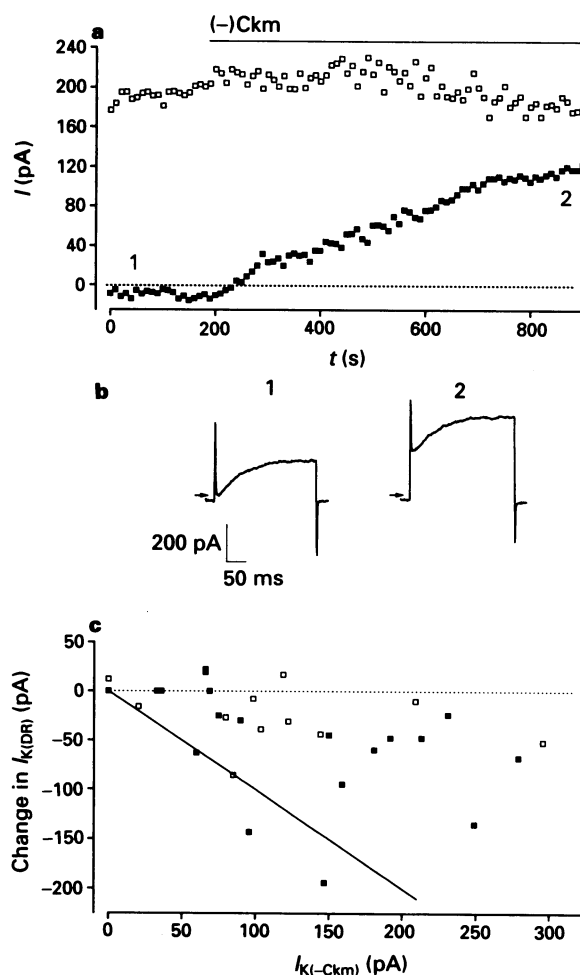 (–)Ckm
a
240
200
160
120
80
40
0
I (pA)
1
2
0 200 400 600 800
t (s)
b
1 2
200 pA
50 ms
c
50
0
−50
−100
−150
−200
Change in IK(DR) (pA)
0 50 100 150 200 250 300
IK(–Ckm) (pA)